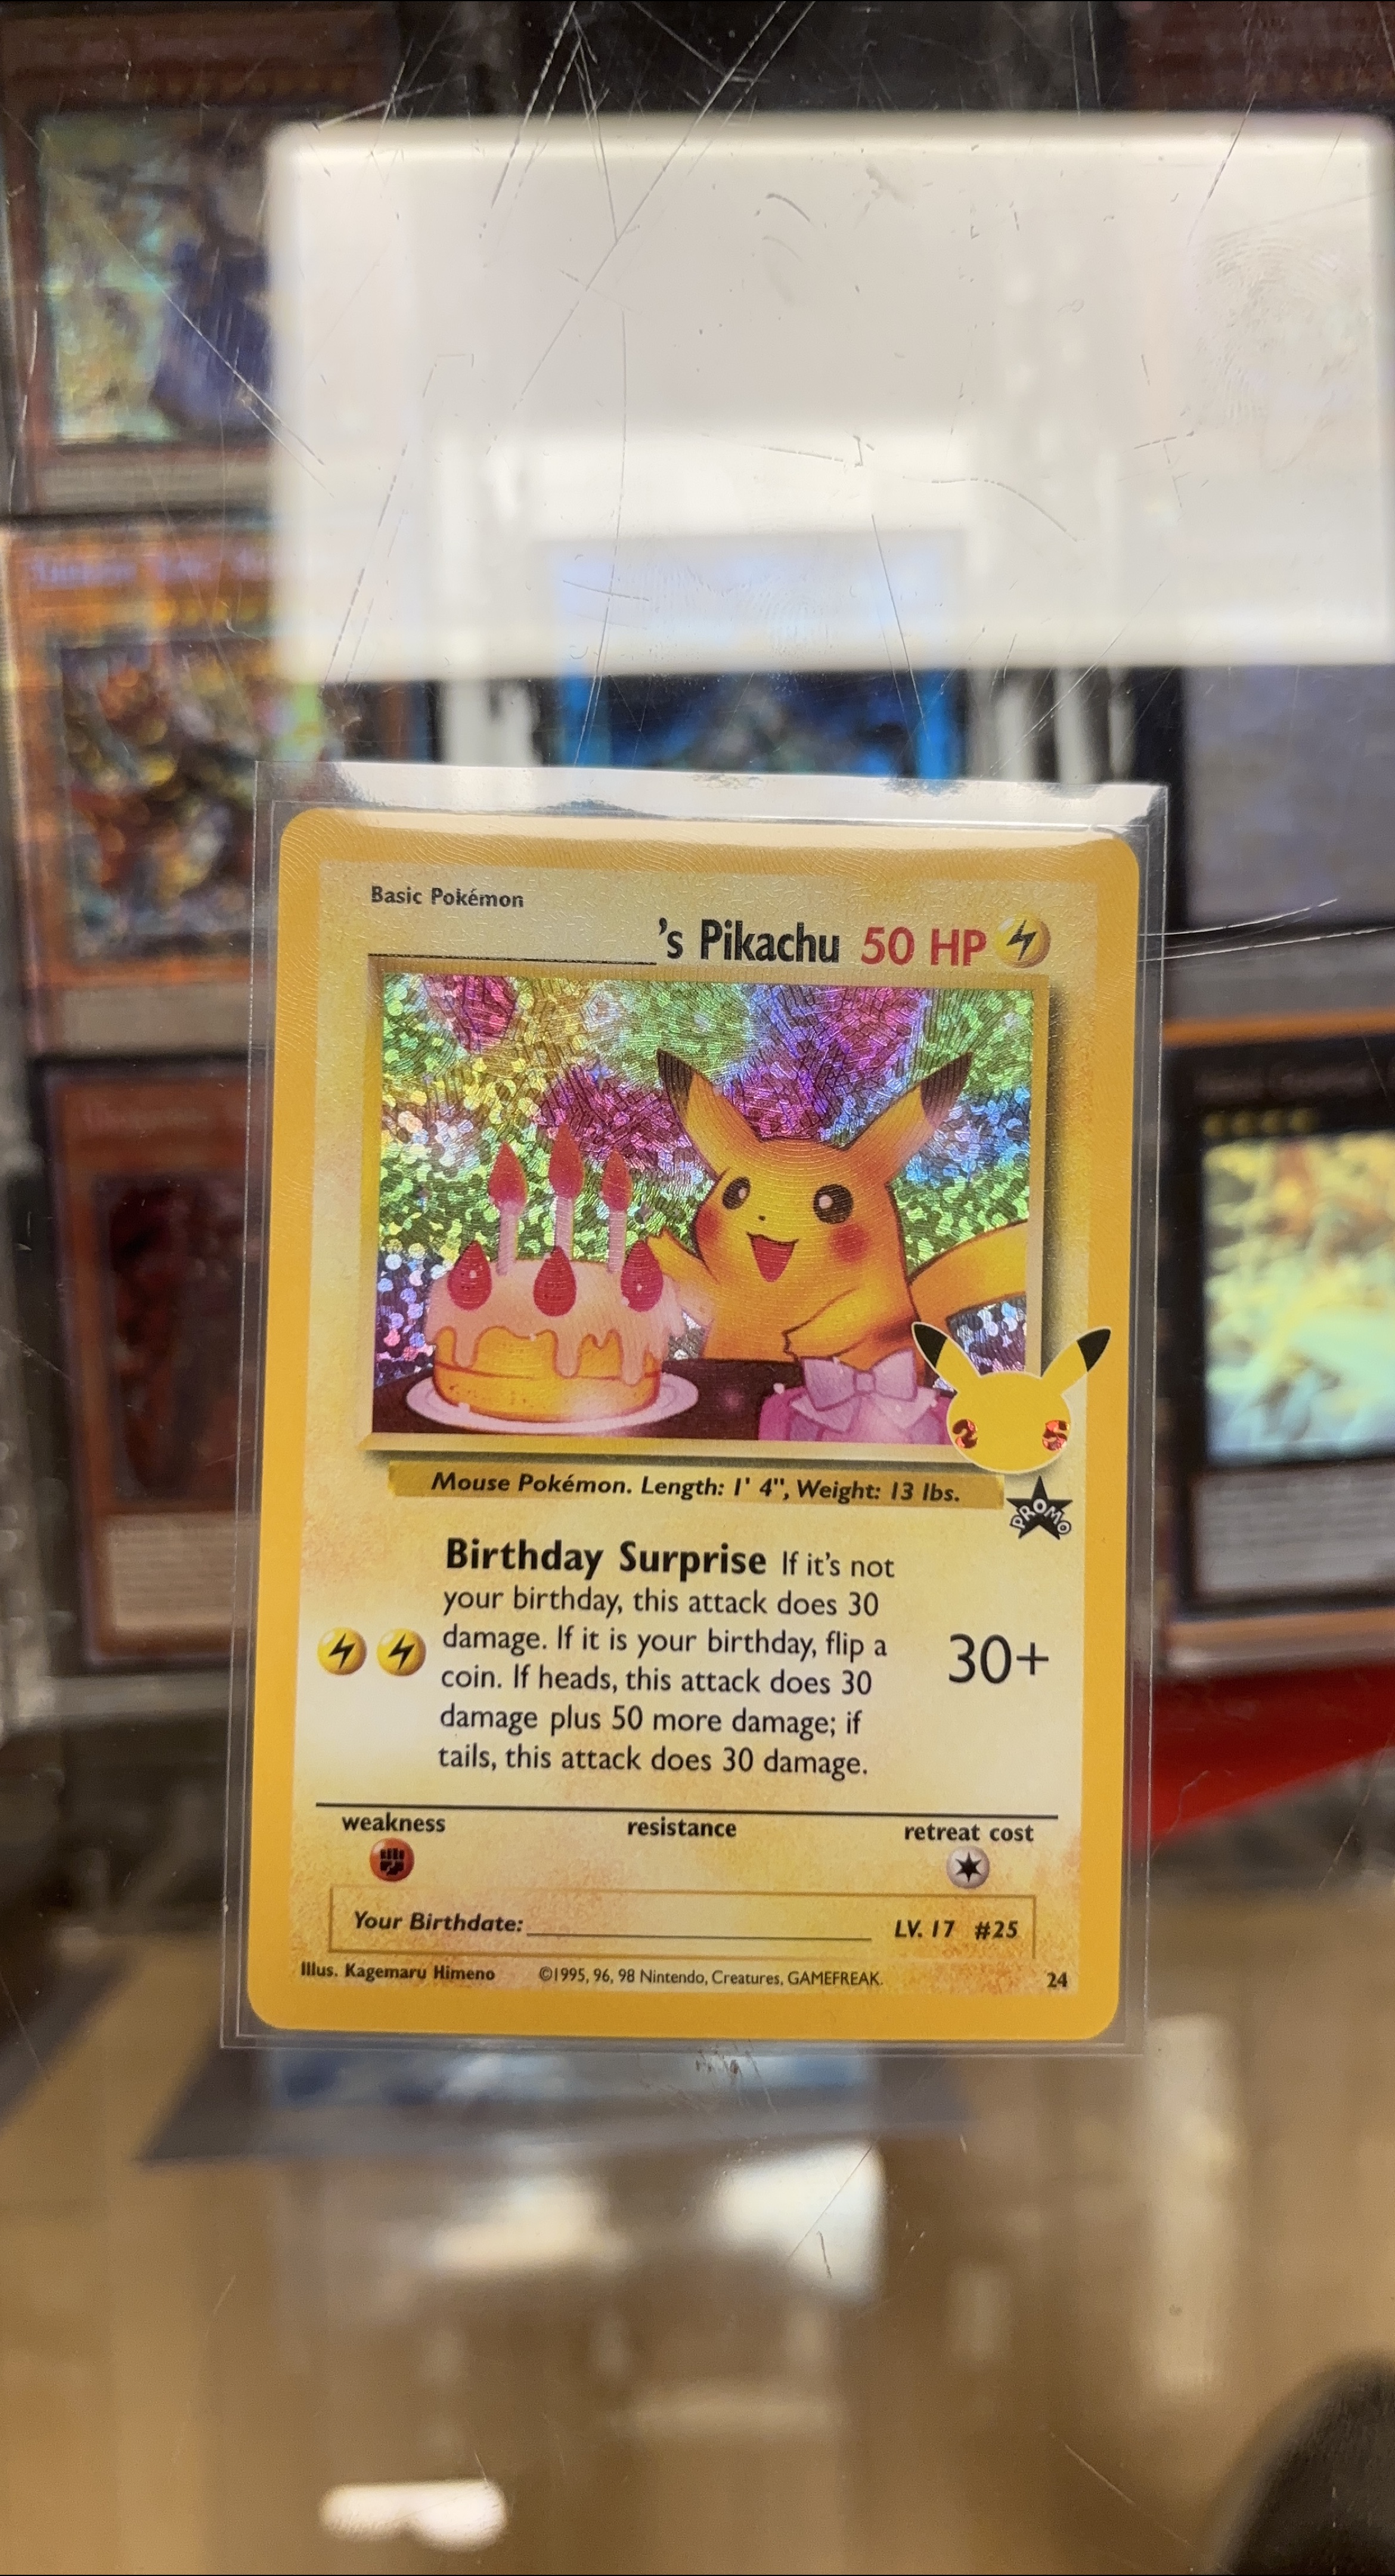 Basic Pokémon
________'s Pikachu 50 HP
Mouse Pokémon. Length: 1' 4", Weight: 13 lbs.
PROMO
Birthday Surprise If it's not
your birthday, this attack does 30
damage. If it is your birthday, flip a
coin. If heads, this attack does 30
damage plus 50 more damage; if
tails, this attack does 30 damage.
30+
weakness resistance retreat cost
Your Birthdate:________ LV. 17 #25
Illus. Kagemaru Himeno ©1995, 96, 98 Nintendo, Creatures, GAMEFREAK. 24